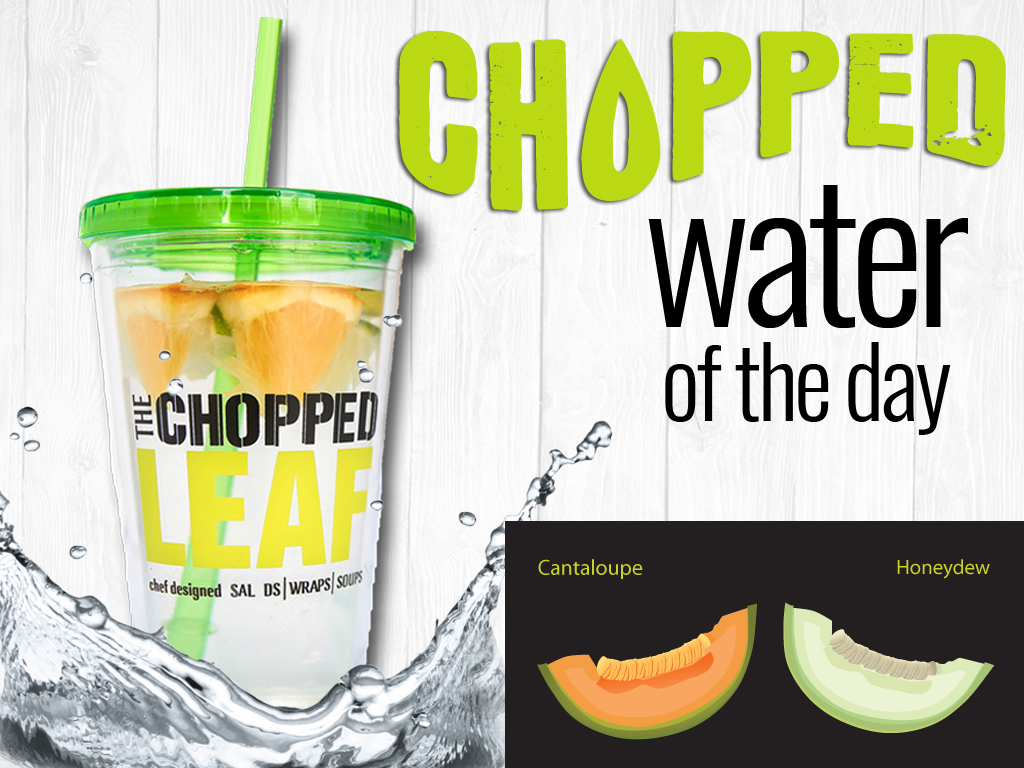 CHOPPED
water
of the day
THE CHOPPED
LEAF
chef designed SAL DS|WRAPS|SOUPS
Cantaloupe
Honeydew